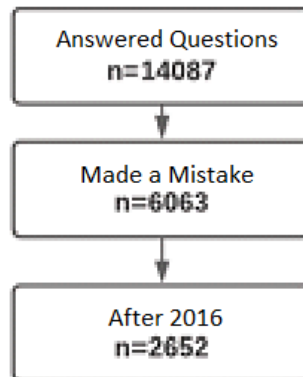 Answered Questions
n=14087
Made a Mistake
n=6063
After 2016
n=2652